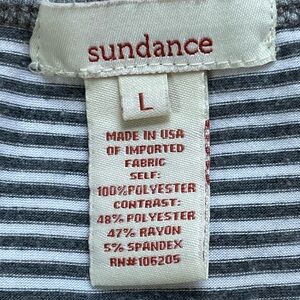 sundance
L
MADE IN USA
OF IMPORTED
FABRIC
SELF:
100% POLYESTER
CONTRAST:
48% POLYESTER
47% RAYON
5% SPANDEX
RN#106205